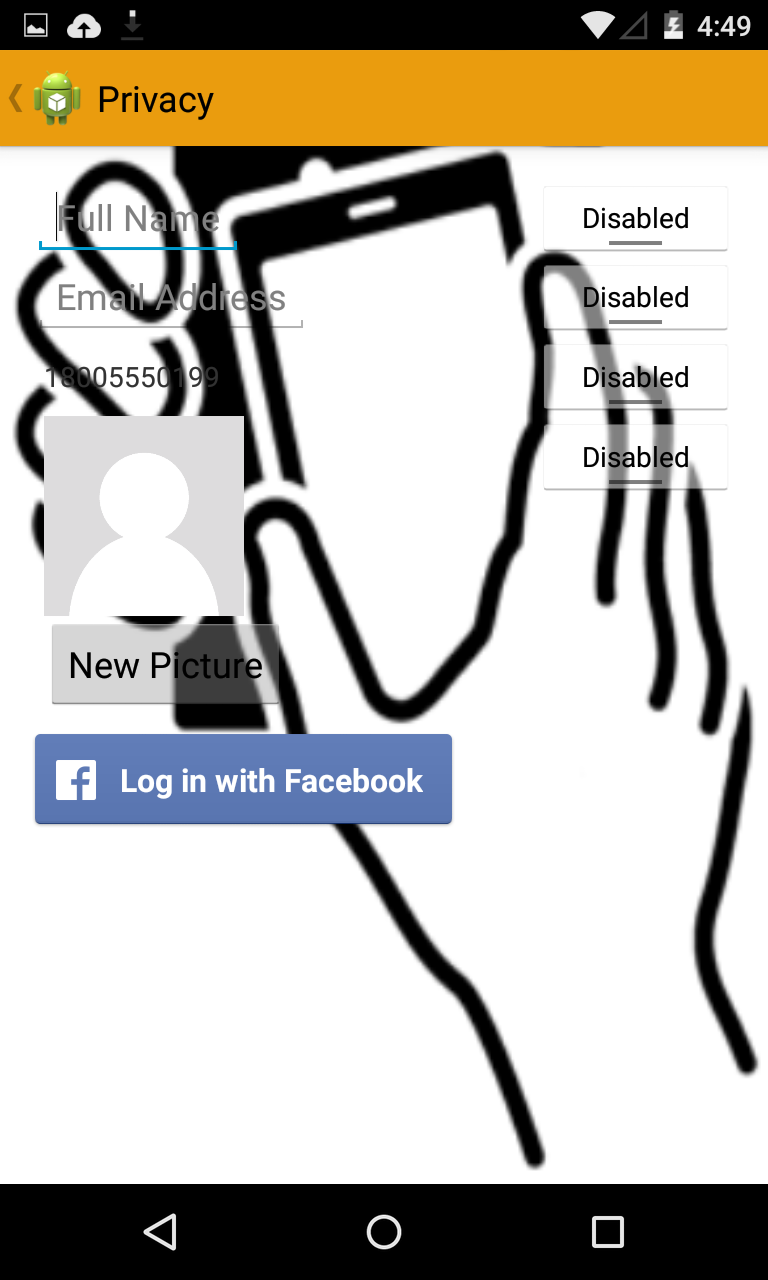 4:49
Privacy
Full Name
Disabled
Email Address
Disabled
18005550199
Disabled
Disabled
New Picture
Log in with Facebook